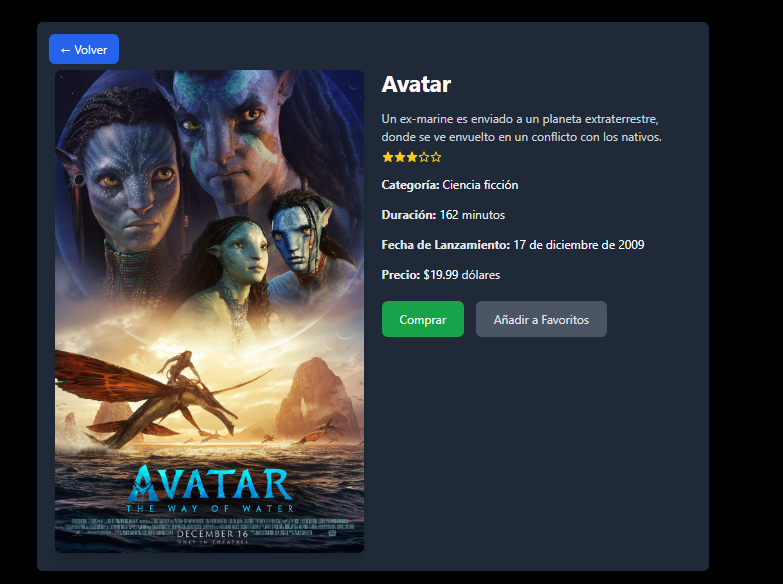 ← Volver
Avatar
Un ex-marine es enviado a un planeta extraterrestre,
donde se ve envuelto en un conflicto con los nativos.
Categoría: Ciencia ficción
Duración: 162 minutos
Fecha de Lanzamiento: 17 de diciembre de 2009
Precio: $19.99 dólares
Comprar
Añadir a Favoritos
AVATAR
THE WAY OF WATER
DECEMBER 16
ONLY IN THEATRES